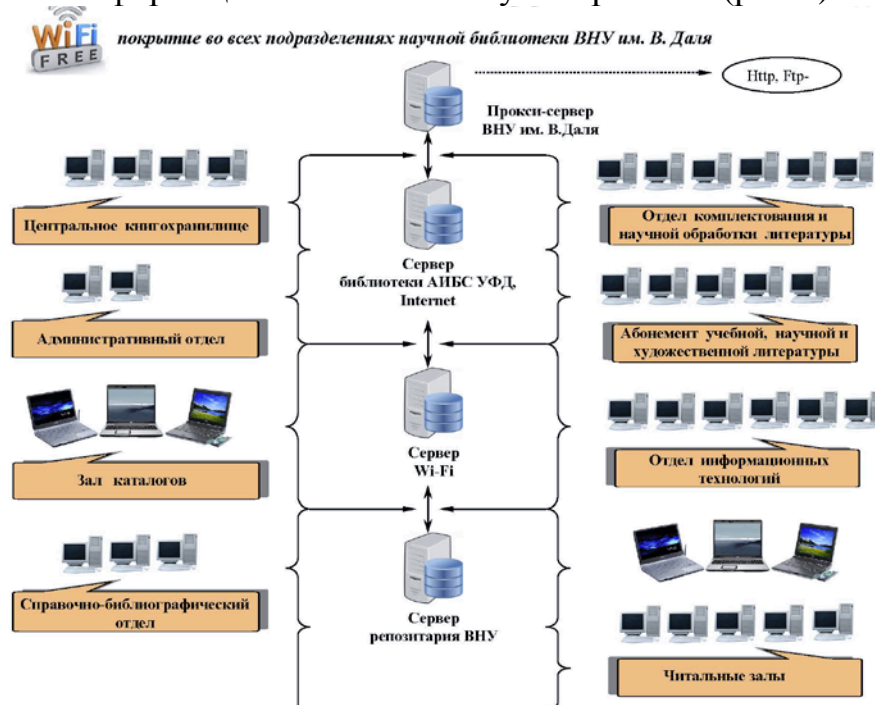 WiFi
FREE
покрытие во всех подразделениях научной библиотеки ВНУ им. В. Даля
Http, Ftp-
Прокси-сервер
ВНУ им. В.Даля
Центральное книгохранилище
Отдел комплектования и
научной обработки литературы
Сервер
библиотеки АИБС УФД,
Internet
Административный отдел
Абонемент учебной, научной и
художественной литературы
Сервер
Wi-Fi
Зал каталогов
Отдел информационных
технологий
Справочно-библиографический
отдел
Сервер
репозитария ВНУ
Читальные залы